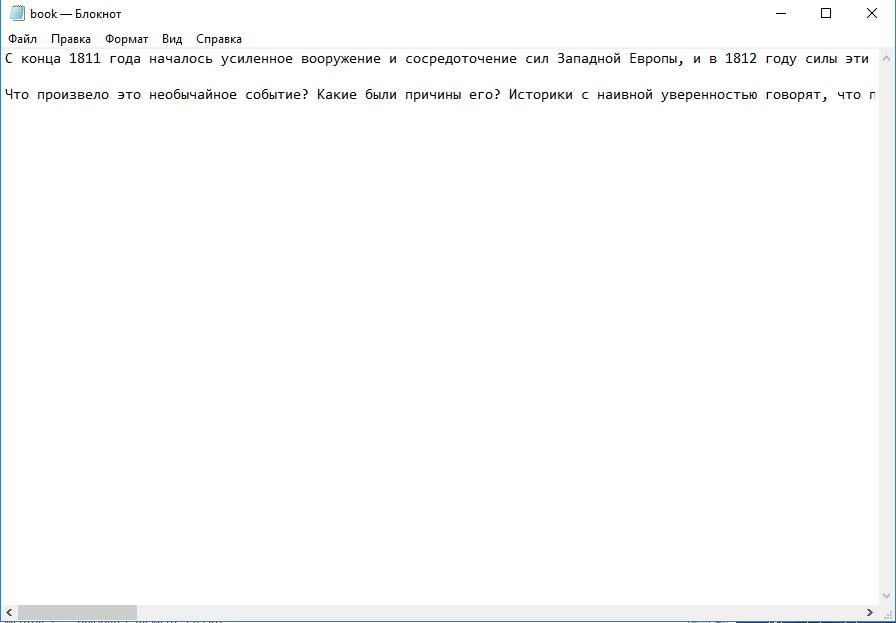 book — Блокнот
Файл Правка Формат Вид Справка
С конца 1811 года началось усиленное вооружение и сосредоточение сил Западной Европы, и в 1812 году силы эти
Что произвело это необычайное событие? Какие были причины его? Историки с наивной уверенностью говорят, что п